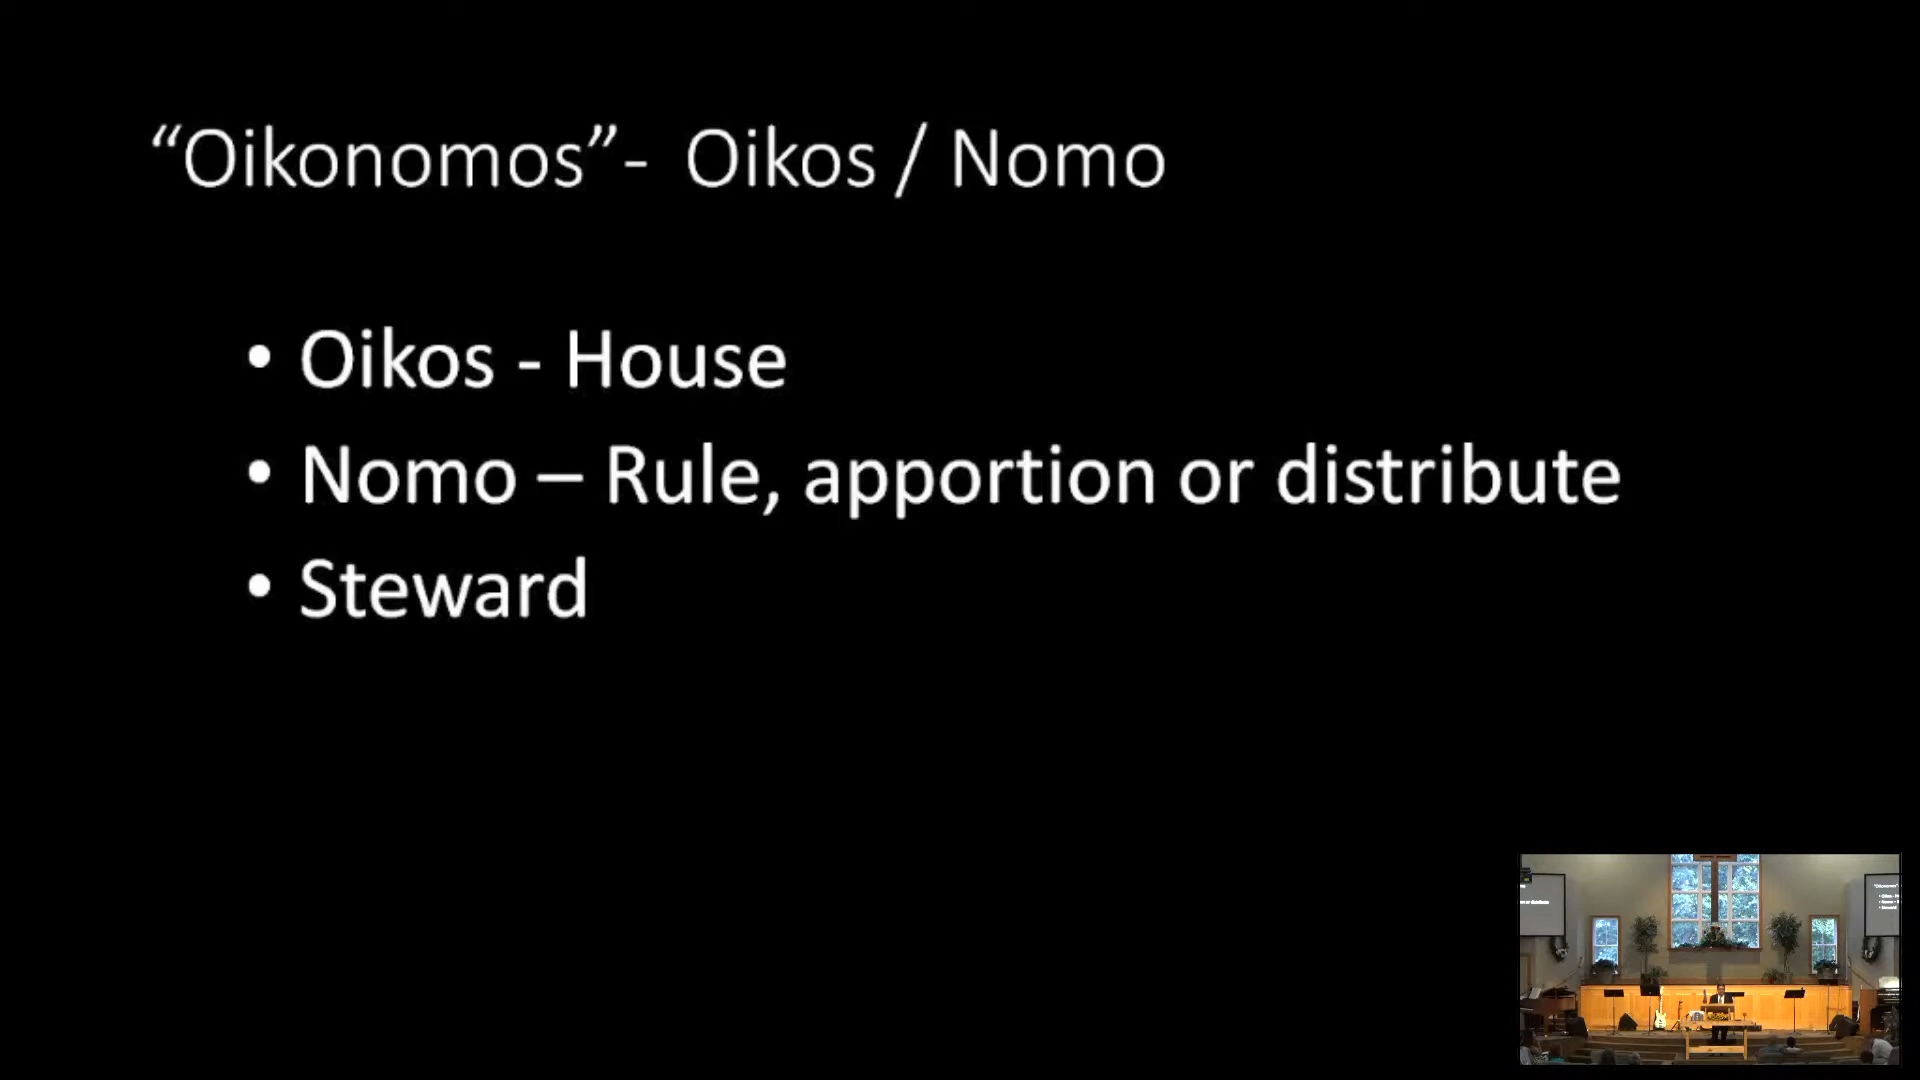 “Oikonomos”- Oikos / Nomo
• Oikos - House
• Nomo – Rule, apportion or distribute
• Steward